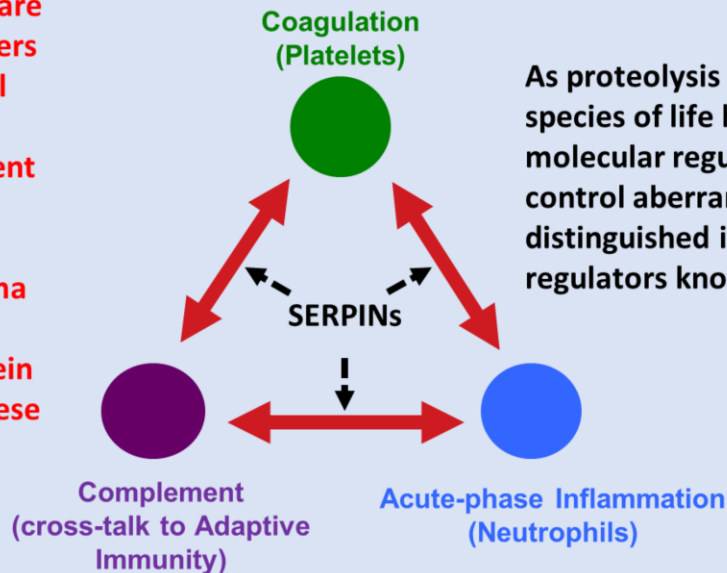 are
ers
l
ent
na
ein
ese
Coagulation
(Platelets)
As proteolysis
species of life
molecular regu
control aberran
distinguished i
regulators kno
SERPINs
Complement
(cross-talk to Adaptive
Immunity)
Acute-phase Inflammation
(Neutrophils)